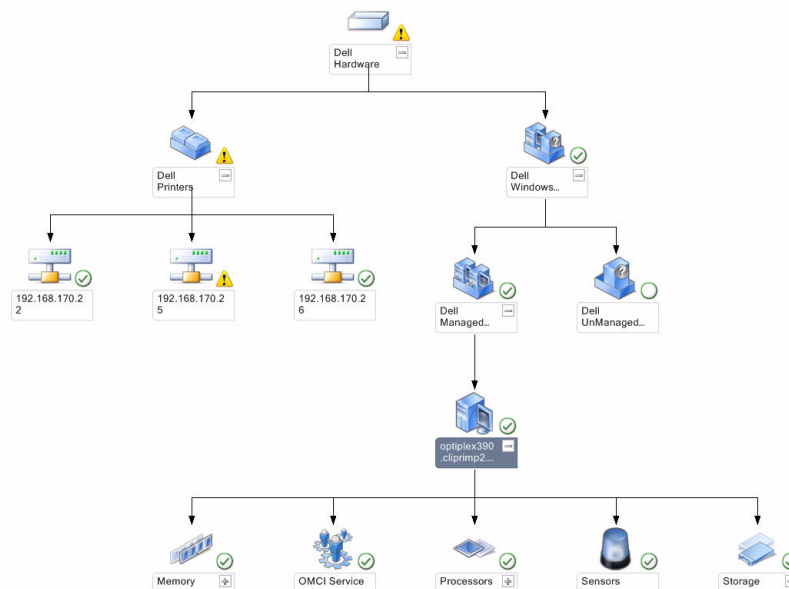 Dell
Hardware
Dell
Printers
Dell
Windows...
192.168.170.2
2
192.168.170.2
5
192.168.170.2
6
Dell
Managed...
Dell
UnManaged...
optiplex390
.cliprimp2...
Memory
OMCI Service
Processors
Sensors
Storage